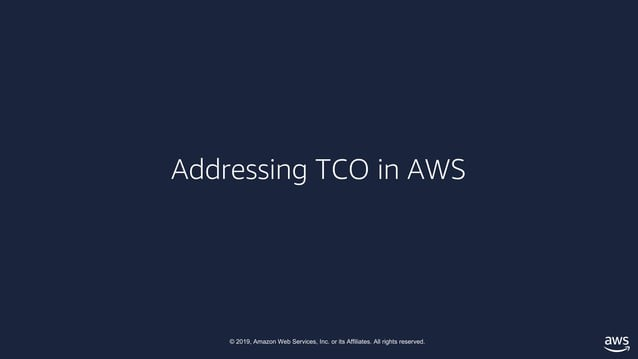 Addressing TCO in AWS
© 2019, Amazon Web Services, Inc. or its Affiliates. All rights reserved.
aws